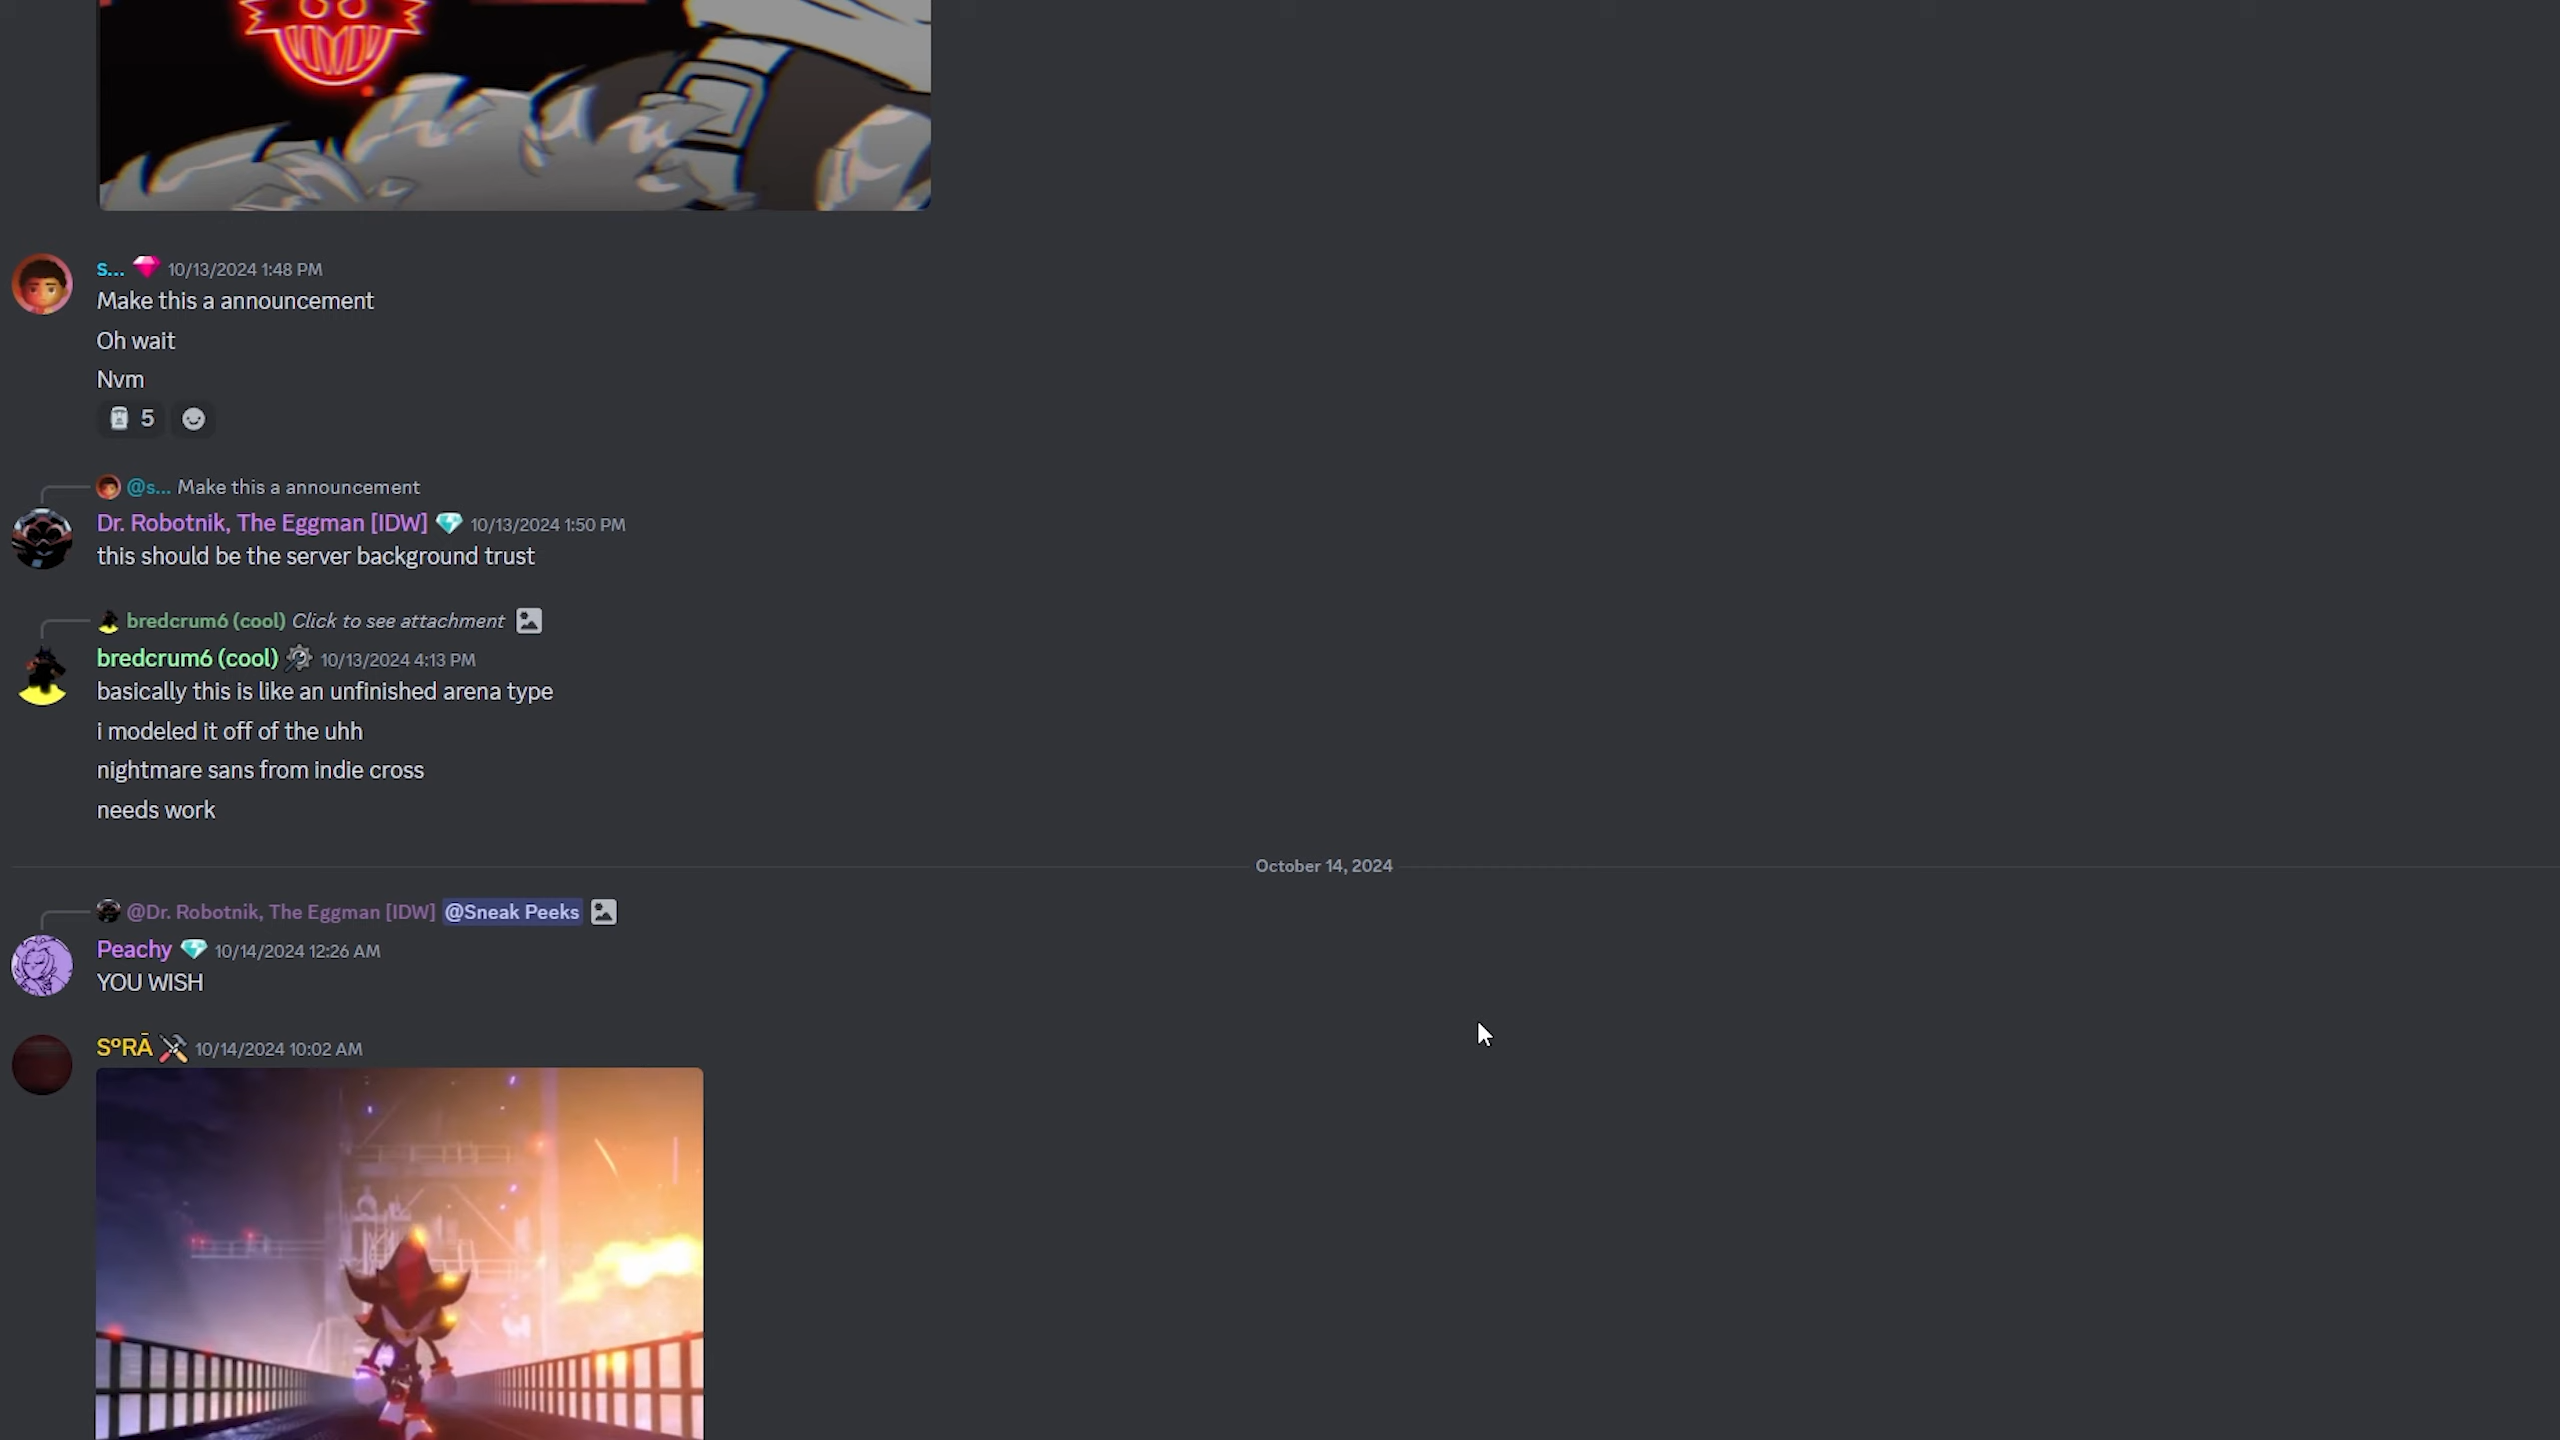 s... 10/13/2024 1:48 PM
Make this a announcement
Oh wait
Nvm
5
@s... Make this a announcement
Dr. Robotnik, The Eggman [IDW] 10/13/2024 1:50 PM
this should be the server background trust
bredcrum6 (cool) Click to see attachment
bredcrum6 (cool) 10/13/2024 4:13 PM
basically this is like an unfinished arena type
i modeled it off of the uhh
nightmare sans from indie cross
needs work
October 14, 2024
@Dr. Robotnik, The Eggman [IDW] @Sneak Peeks
Peachy 10/14/2024 12:26 AM
YOU WISH
SºRĀ 10/14/2024 10:02 AM